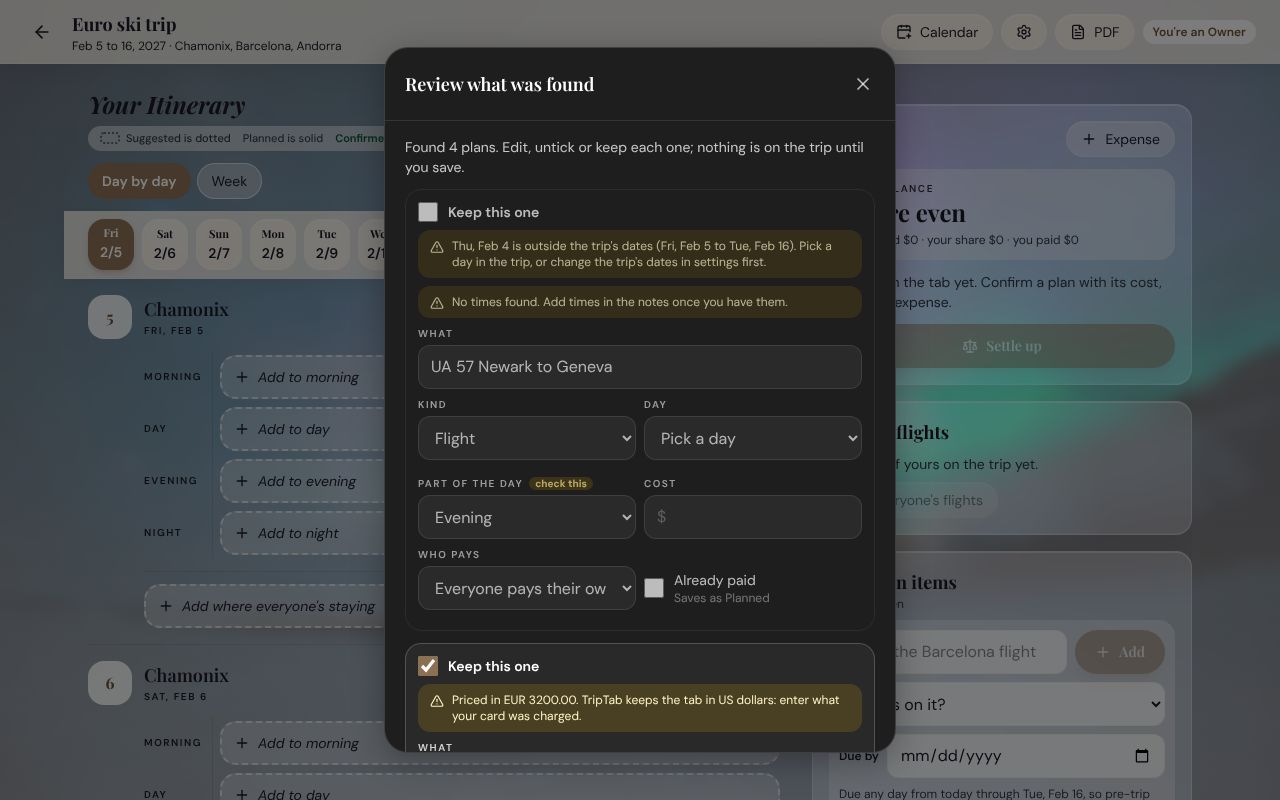 Euro ski trip
Feb 5 to 16, 2027 · Chamonix, Barcelona, Andorra
Calendar
PDF
You're an Owner
Your Itinerary
Suggested is dotted Planned is solid Confirme
Day by day
Week
Fri 2/5
Sat 2/6
Sun 2/7
Mon 2/8
Tue 2/9
5
Chamonix
FRI, FEB 5
MORNING
+ Add to morning
DAY
+ Add to day
EVENING
+ Add to evening
NIGHT
+ Add to night
+ Add where everyone's staying
6
Chamonix
SAT, FEB 6
MORNING
+ Add to morning
DAY
+ Add to day
Review what was found
Found 4 plans. Edit, untick or keep each one; nothing is on the trip until
you save.
Keep this one
Thu, Feb 4 is outside the trip's dates (Fri, Feb 5 to Tue, Feb 16). Pick a
day in the trip, or change the trip's dates in settings first.
No times found. Add times in the notes once you have them.
WHAT
UA 57 Newark to Geneva
KIND
DAY
Flight
Pick a day
PART OF THE DAY check this
COST
Evening
$
WHO PAYS
Everyone pays their ow
Already paid
Saves as Planned
Keep this one
Priced in EUR 3200.00. TripTab keeps the tab in US dollars: enter what
your card was charged.
WHAT
+ Expense
LANCE
re even
d $0 · your share $0 · you paid $0
the tab yet. Confirm a plan with its cost,
expense.
Settle up
flights
f yours on the trip yet.
ryone's flights
n items
the Barcelona flight
+ Add
s on it?
Due by
mm/dd/yyyy
Due any day from today through Tue, Feb 16, so pre-trip